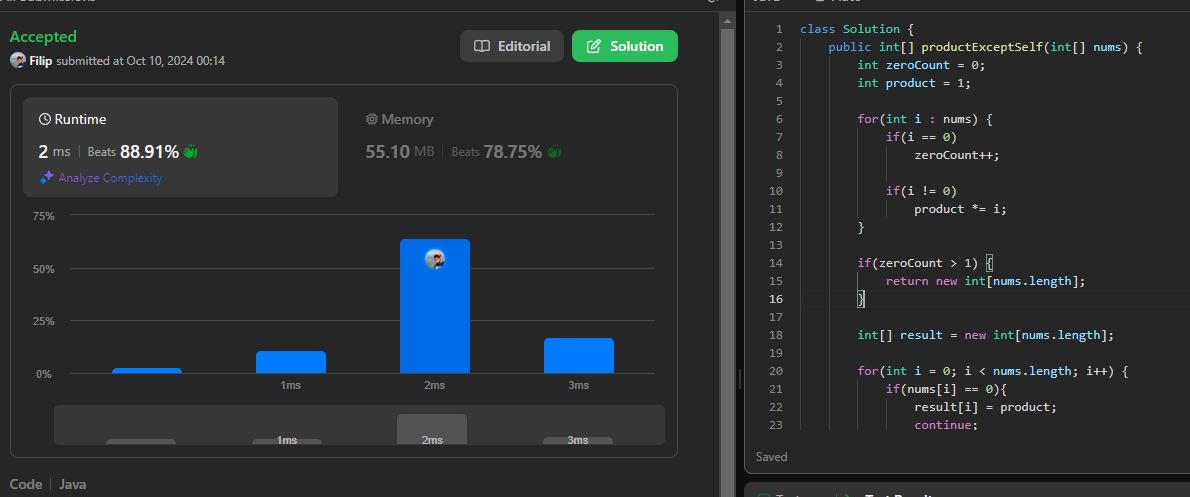 Accepted
Editorial
Solution
Filip submitted at Oct 10, 2024 00:14
Runtime
2 ms | Beats 88.91%
Analyze Complexity
Memory
55.10 MB | Beats 78.75%
75%
50%
25%
0%
1ms
2ms
3ms
1ms
2ms
3ms
Code | Java
1 class Solution {
2 public int[] productExceptSelf(int[] nums) {
3 int zeroCount = 0;
4 int product = 1;
5
6 for(int i : nums) {
7 if(i == 0)
8 zeroCount++;
9
10 if(i != 0)
11 product *= i;
12 }
13
14 if(zeroCount > 1) {
15 return new int[nums.length];
16 }
17
18 int[] result = new int[nums.length];
19
20 for(int i = 0; i < nums.length; i++) {
21 if(nums[i] == 0){
22 result[i] = product;
23 continue;
Saved